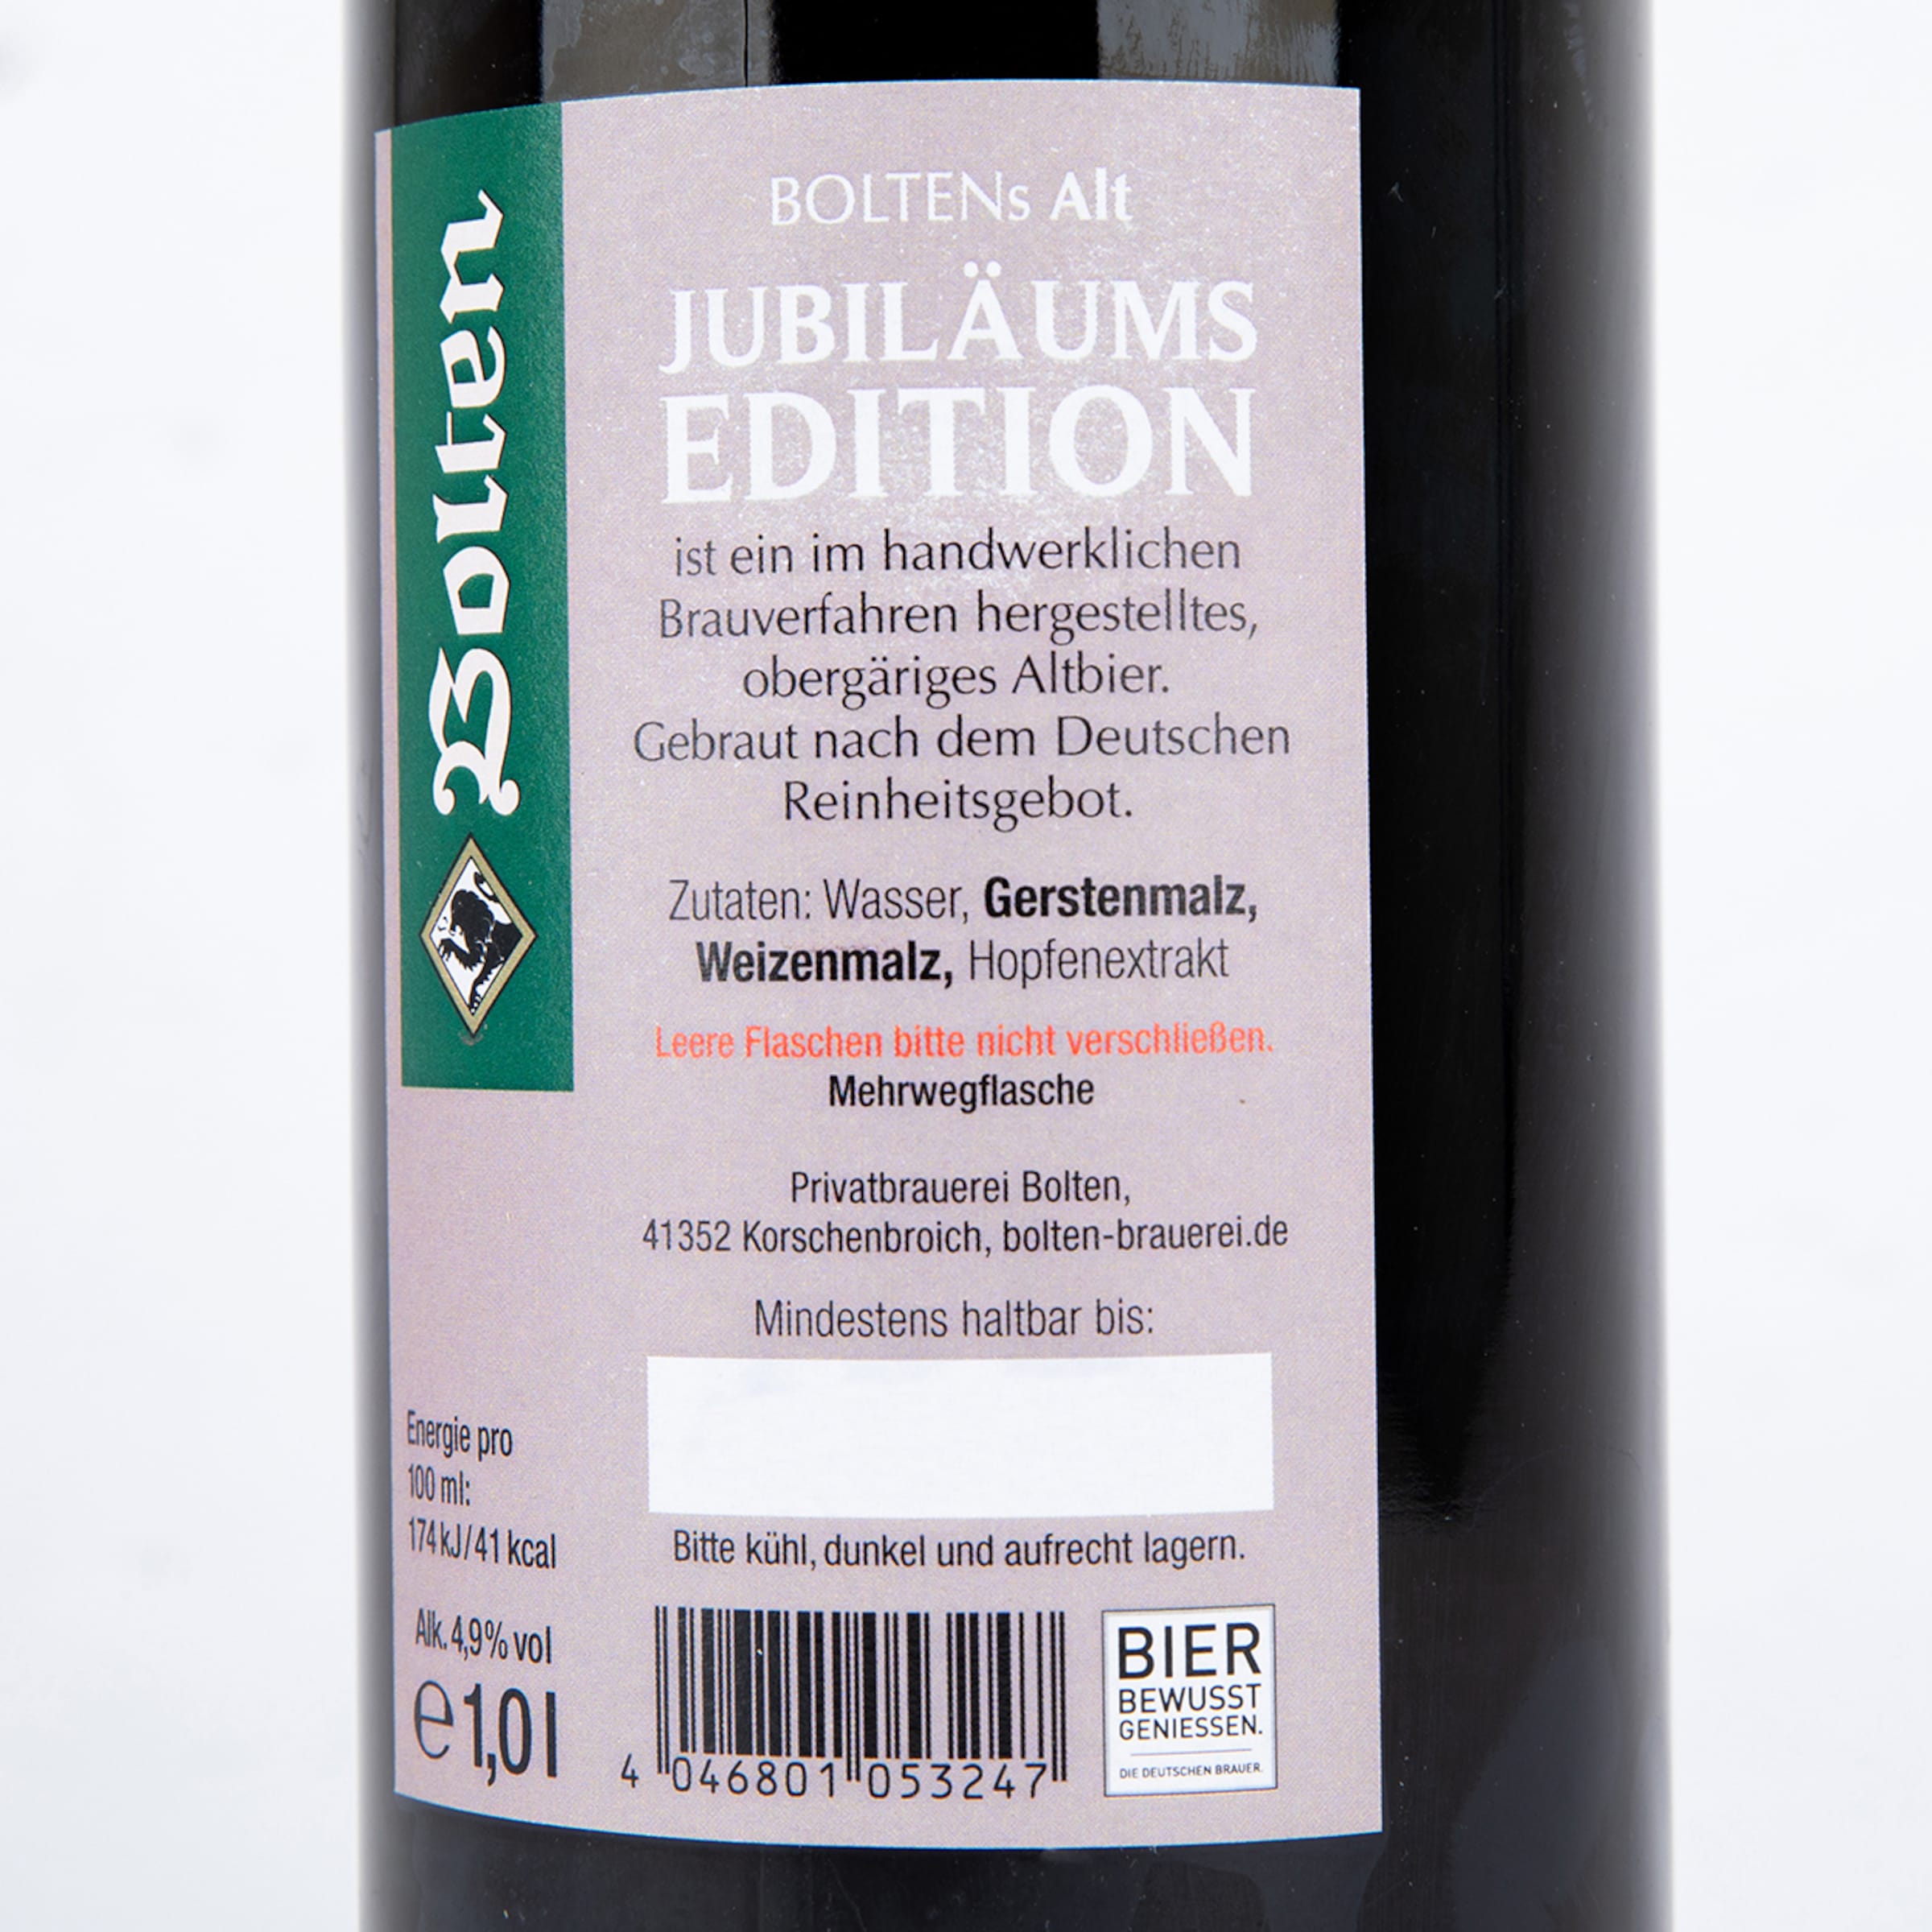 Bolten
BOLTENs Alt
JUBILÄUMS
EDITION
ist ein im handwerklichen
Brauverfahren hergestelltes,
obergäriges Altbier.
Gebraut nach dem Deutschen
Reinheitsgebot.
Zutaten: Wasser, Gerstenmalz,
Weizenmalz, Hopfenextrakt
Leere Flaschen bitte nicht verschließen.
Mehrwegflasche
Privatbrauerei Bolten,
41352 Korschenbroich, bolten-brauerei.de
Mindestens haltbar bis:
Bitte kühl, dunkel und aufrecht lagern.
Energie pro
100 ml:
174 kJ/41 kcal
Alk. 4,9% vol
℮ 1,0 l
4 046801 053247
BIER
BEWUSST
GENIESSEN.
DIE DEUTSCHEN BRAUER.